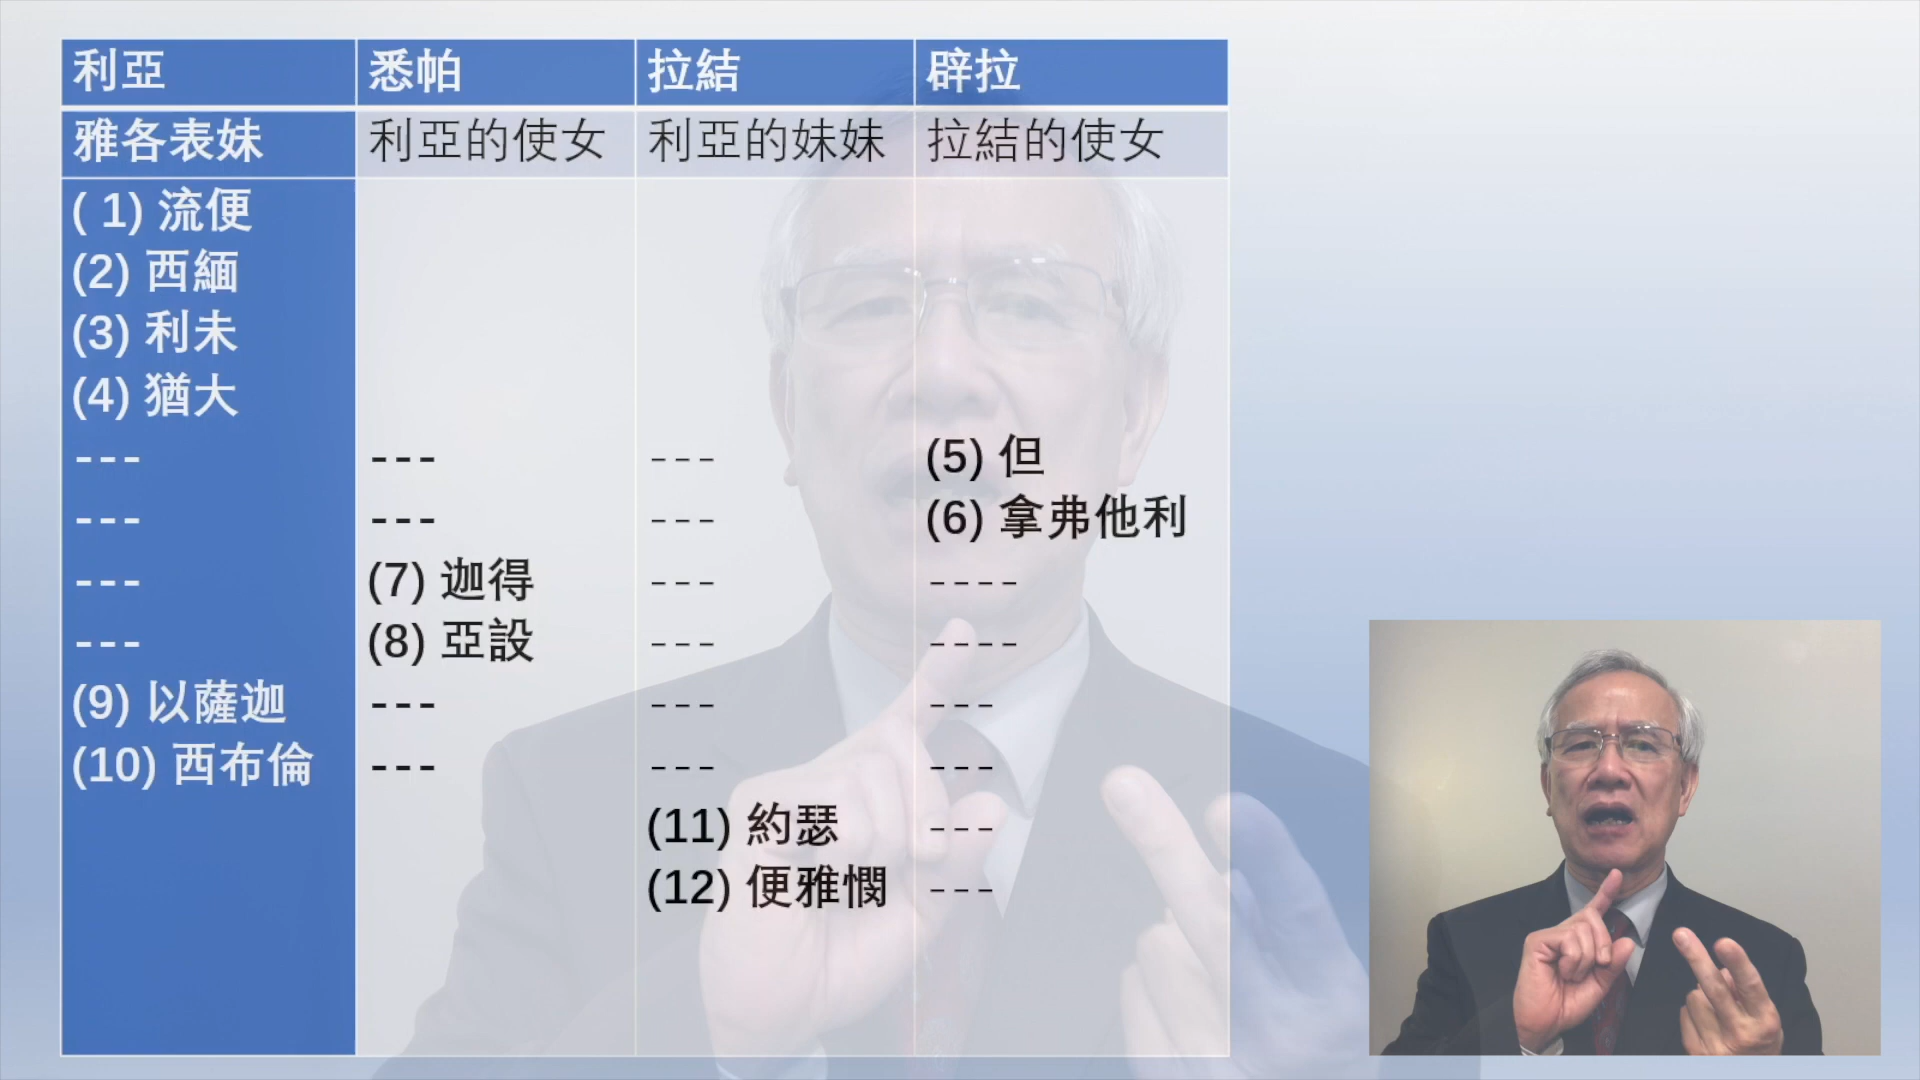 利亞 悉帕 拉結 辟拉
雅各表妹 利亞的使女 利亞的妹妹 拉結的使女
( 1) 流便
(2) 西緬
(3) 利未
(4) 猶大
--- --- --- (5) 但
--- --- --- (6) 拿弗他利
--- (7) 迦得 --- ----
--- (8) 亞設 --- ----
(9) 以薩迦 --- --- ---
(10) 西布倫 --- --- ---
(11) 約瑟 ---
(12) 便雅憫 ---